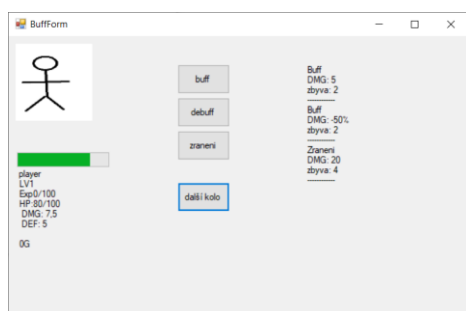 BuffForm
buff
debuff
zraneni
další kolo
player
LV1
Exp0/100
HP:80/100
DMG: 7,5
DEF: 5
0G
Buff
DMG: 5
zbyva: 2
————
Buff
DMG: -50%
zbyva: 2
————
Zraneni
DMG: 20
zbyva: 4
————